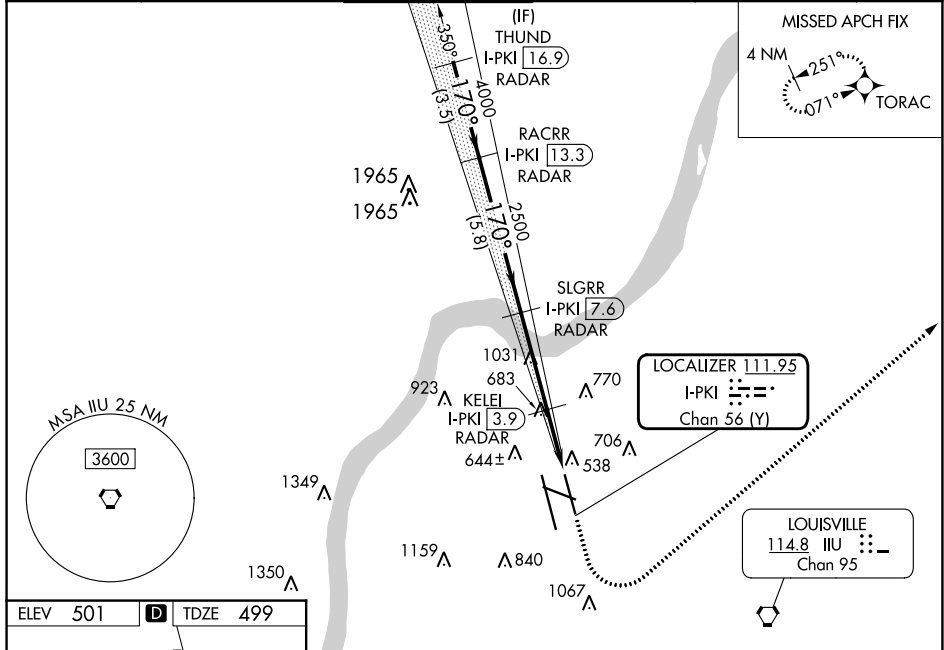 (IF)
THUND
I-PKI 16.9
RADAR
350°
170°
4000
(3.5)
RACRR
I-PKI 13.3
RADAR
1965
1965
170°
2500
(5.8)
SLGRR
I-PKI 7.6
RADAR
1031
683
923
770
KELEI
I-PKI 3.9
RADAR
644±
706
538
LOCALIZER 111.95
I-PKI
Chan 56 (Y)
MISSED APCH FIX
4 NM
251°
071°
TORAC
MSA IIU 25 NM
3600
1349
1159
840
1350
1067
LOUISVILLE
114.8 IIU
Chan 95
ELEV 501 D TDZE 499